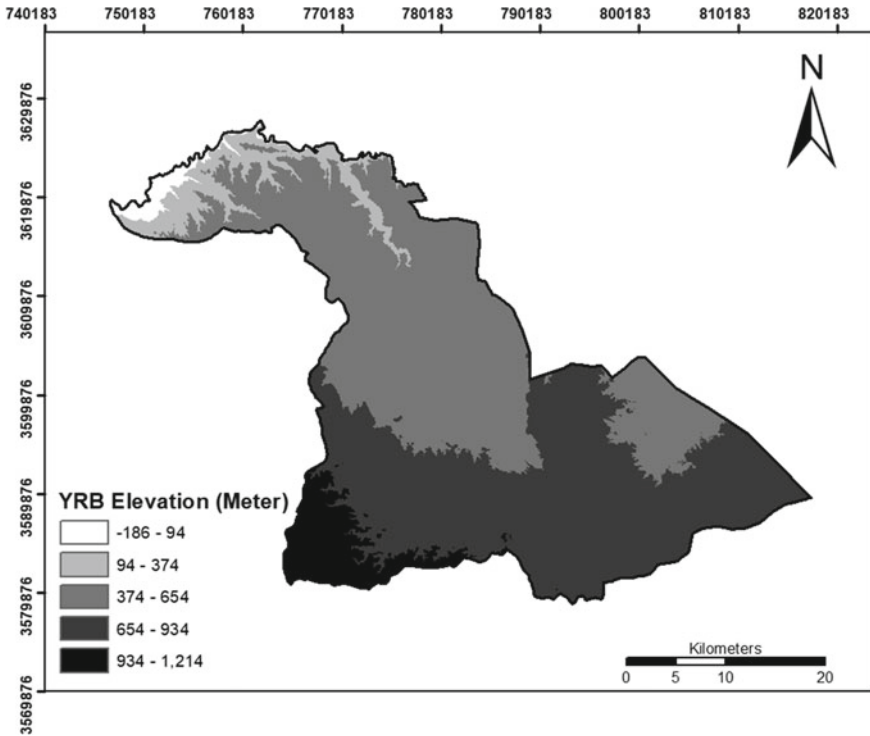 740183 750183 760183 770183 780183 790183 800183 810183 820183
N
3629876
3619876
3609876
3599876
3589876
3579876
3569876
YRB Elevation (Meter)
-186 - 94
94 - 374
374 - 654
654 - 934
934 - 1,214
Kilometers
0 5 10 20